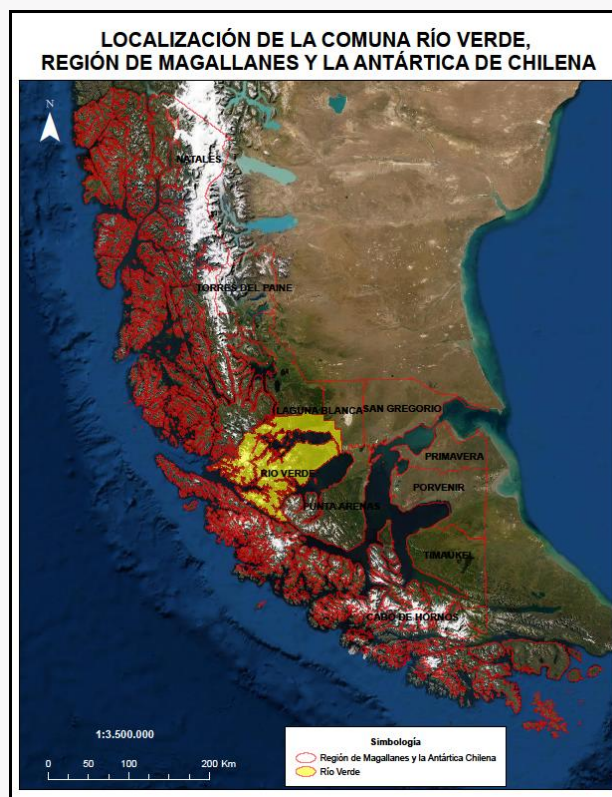 LOCALIZACIÓN DE LA COMUNA RÍO VERDE,
REGIÓN DE MAGALLANES Y LA ANTÁRTICA DE CHILENA
N
NATALES
TORRES DEL PAINE
LAGUNA BLANCA
SAN GREGORIO
PRIMAVERA
RIO VERDE
PORVENIR
PUNTA ARENAS
TIMAUKEL
CABO DE HORNOS
1:3.500.000
0 50 100 200 Km
Simbología
Región de Magallanes y la Antártica Chilena
Río Verde